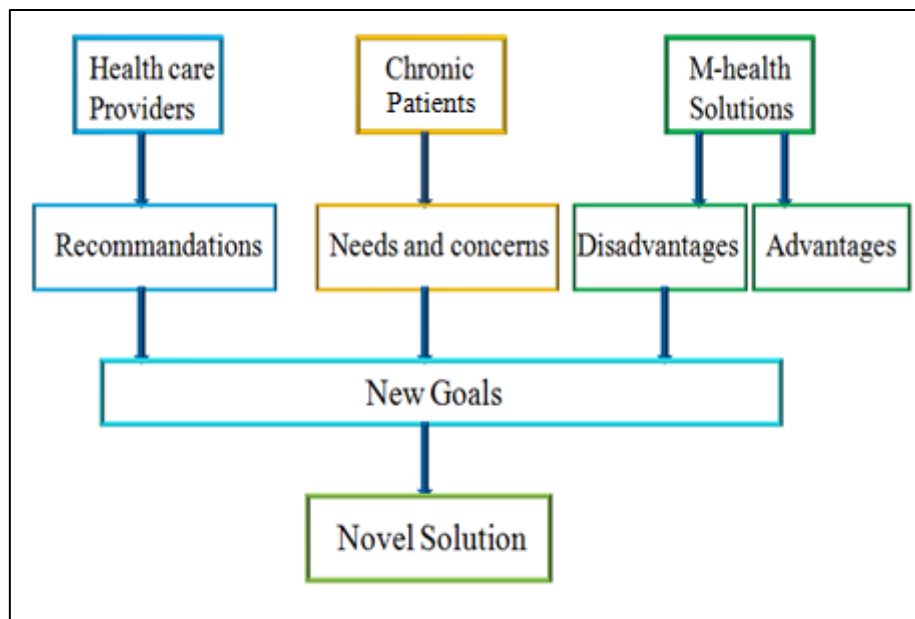 Health care
Providers
Chronic
Patients
M-health
Solutions
Recommandations
Needs and concerns
Disadvantages
Advantages
New Goals
Novel Solution